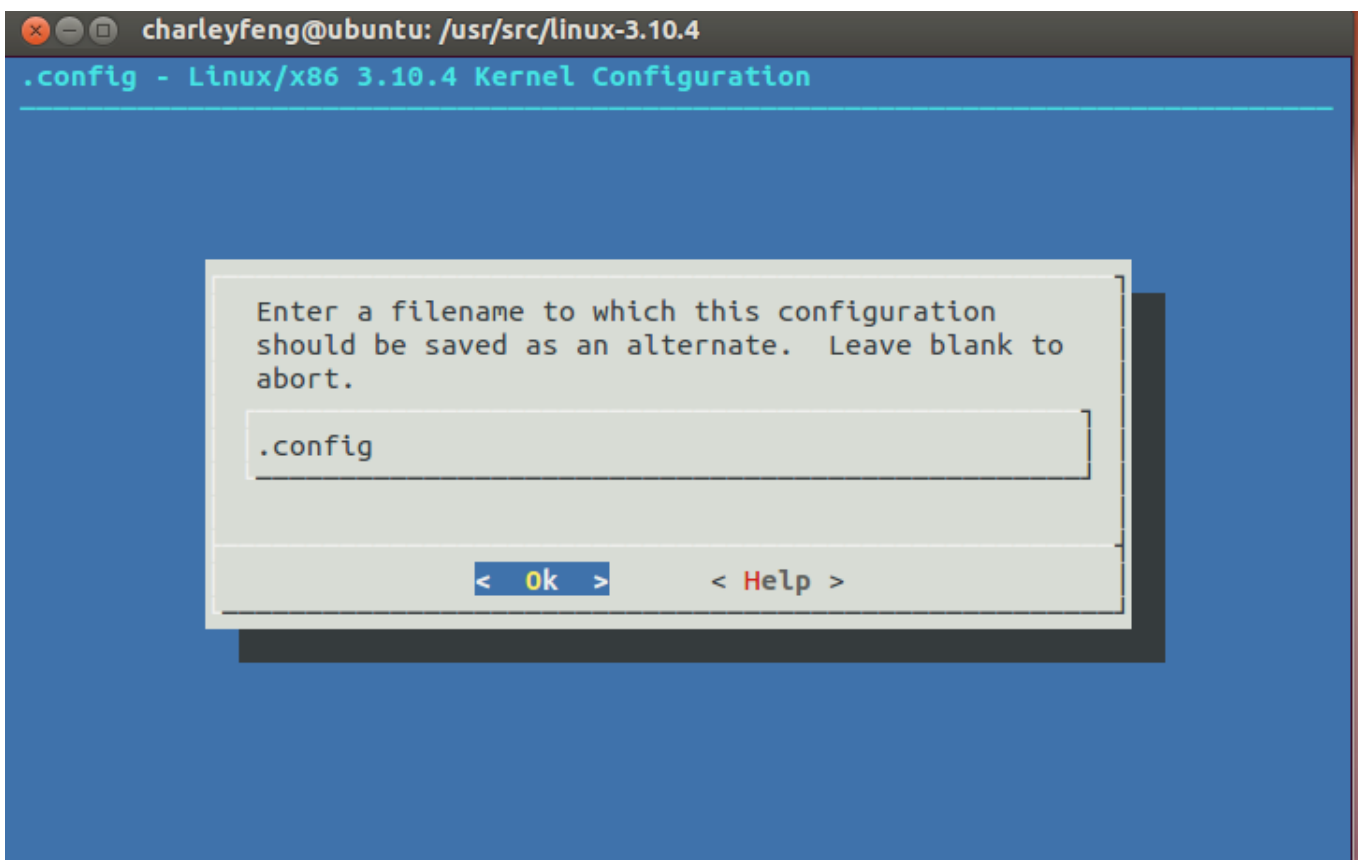 charleyfeng@ubuntu: /usr/src/linux-3.10.4
.config - Linux/x86 3.10.4 Kernel Configuration
Enter a filename to which this configuration
should be saved as an alternate.  Leave blank to
abort.
.config
<  Ok  >      < Help >